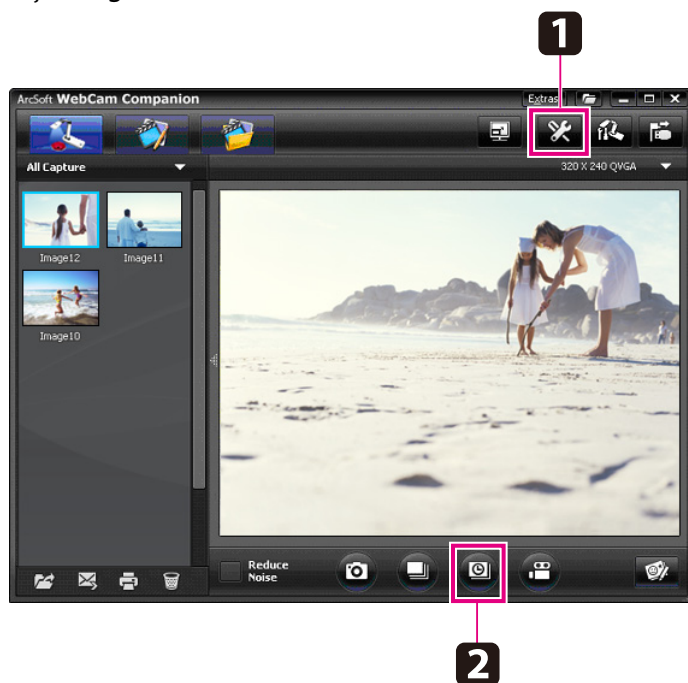 1
ArcSoft WebCam Companion
Extras
All Capture
320 X 240 QVGA
Image12 Image11
Image10
Reduce
Noise
2